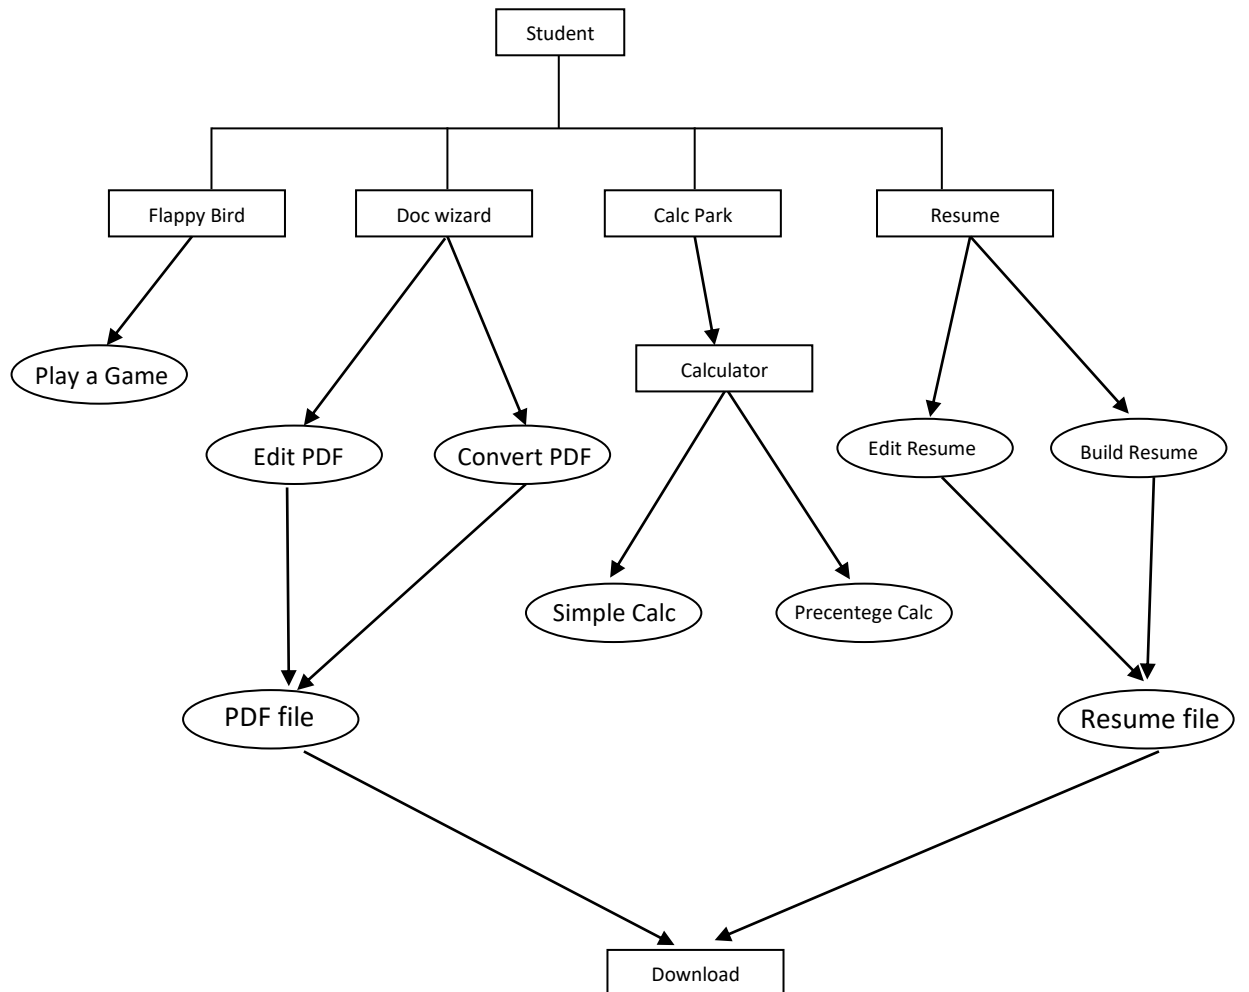 Student
Flappy Bird
Doc wizard
Calc Park
Resume
Play a Game
Calculator
Edit PDF
Convert PDF
Edit Resume
Build Resume
Simple Calc
Precentege Calc
PDF file
Resume file
Download